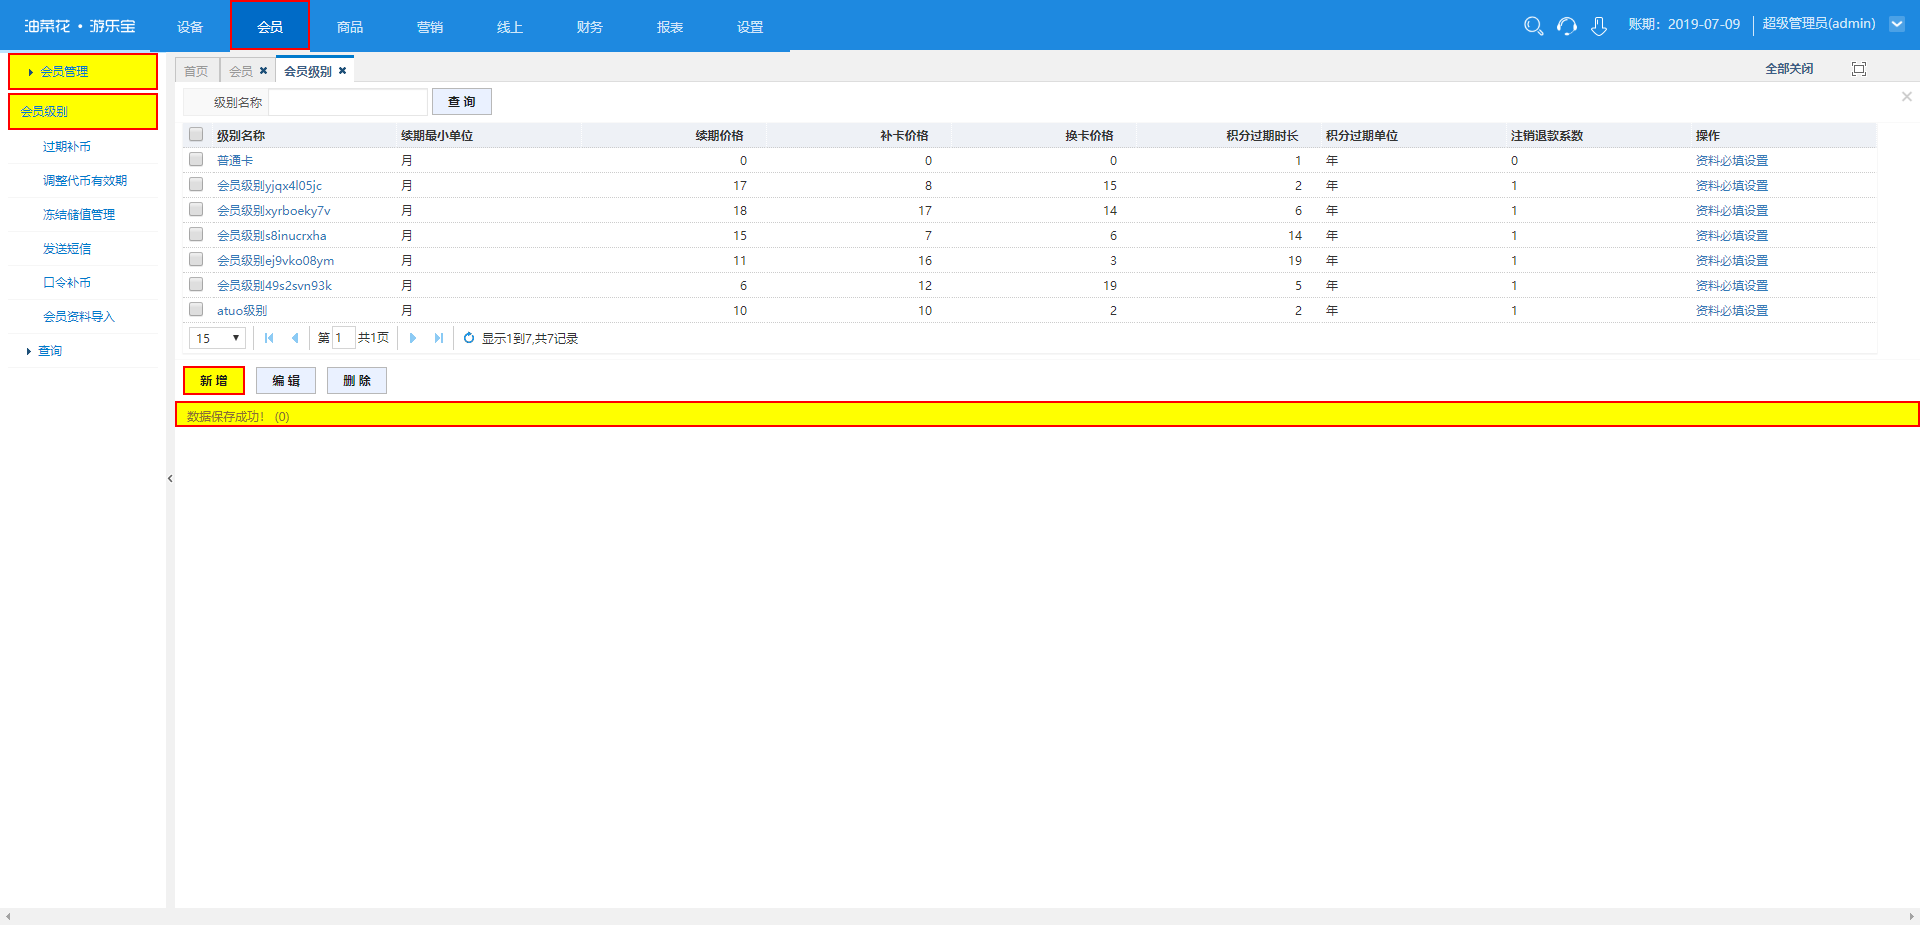 油菜花·游乐宝 设备 会员 商品 营销 线上 财务 报表 设置 账期：2019-07-09 超级管理员(admin)
会员管理
会员级别
过期补币
调整代币有效期
冻结储值管理
发送短信
口令补币
会员资料导入
查询
首页 会员 会员级别 全部关闭
级别名称 查 询
级别名称 续期最小单位 续期价格 补卡价格 换卡价格 积分过期时长 积分过期单位 注销退款系数 操作
普通卡 月 0 0 0 1 年 0 资料必填设置
会员级别yjqx4l05jc 月 17 8 15 2 年 1 资料必填设置
会员级别xyrboeky7v 月 18 17 14 6 年 1 资料必填设置
会员级别s8inucrxha 月 15 7 6 14 年 1 资料必填设置
会员级别ej9vko08ym 月 11 16 3 19 年 1 资料必填设置
会员级别49s2svn93k 月 6 12 19 5 年 1 资料必填设置
atuo级别 月 10 10 2 2 年 1 资料必填设置
15 第 1 共1页 显示1到7,共7记录
新 增 编 辑 删 除
数据保存成功！ (0)